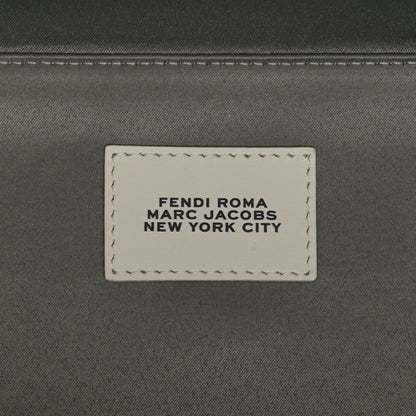 FENDI ROMA
MARC JACOBS
NEW YORK CITY